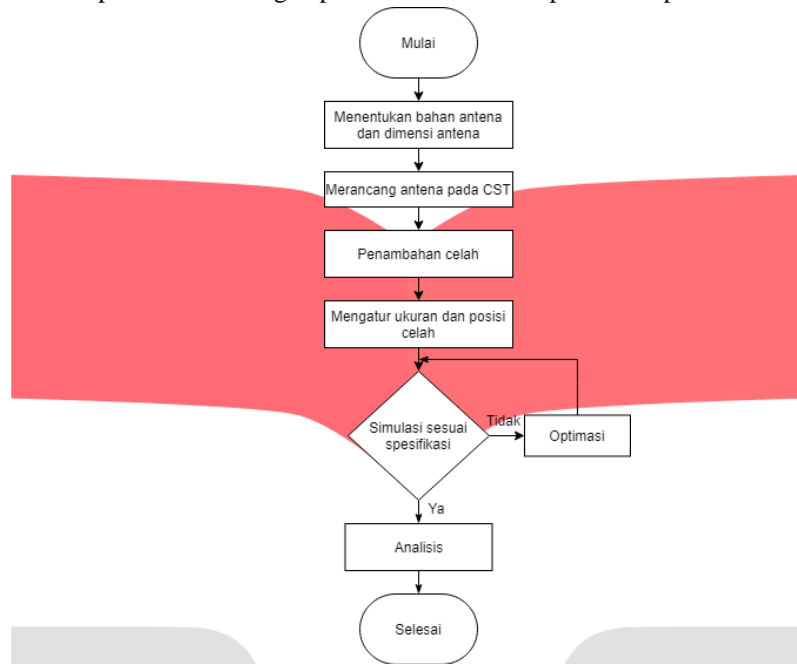 Mulai
Menentukan bahan antena
dan dimensi antena
Merancang antena pada CST
Penambahan celah
Mengatur ukuran dan posisi
celah
Simulasi sesuai
spesifikasi
Tidak
Optimasi
Ya
Analisis
Selesai